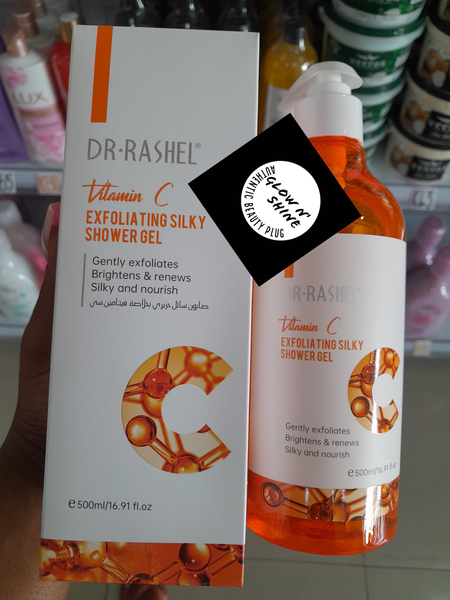 DR·RASHEL®
Vitamin C
EXFOLIATING SILKY
SHOWER GEL
Gently exfoliates
Brightens & renews
Silky and nourish
صابون سائل حريري بخلاصة فيتامين سي
C
e 500ml/16.91 fl.oz
GLOW N'
SHINE
AUTHENTIC BEAUTY PLUG
DR·RASHEL
Vitamin C
EXFOLIATING SILKY
SHOWER GEL
C
Gently exfoliates
Brightens & renews
Silky and nourish
e 500ml/16.91 fl.oz
LUX